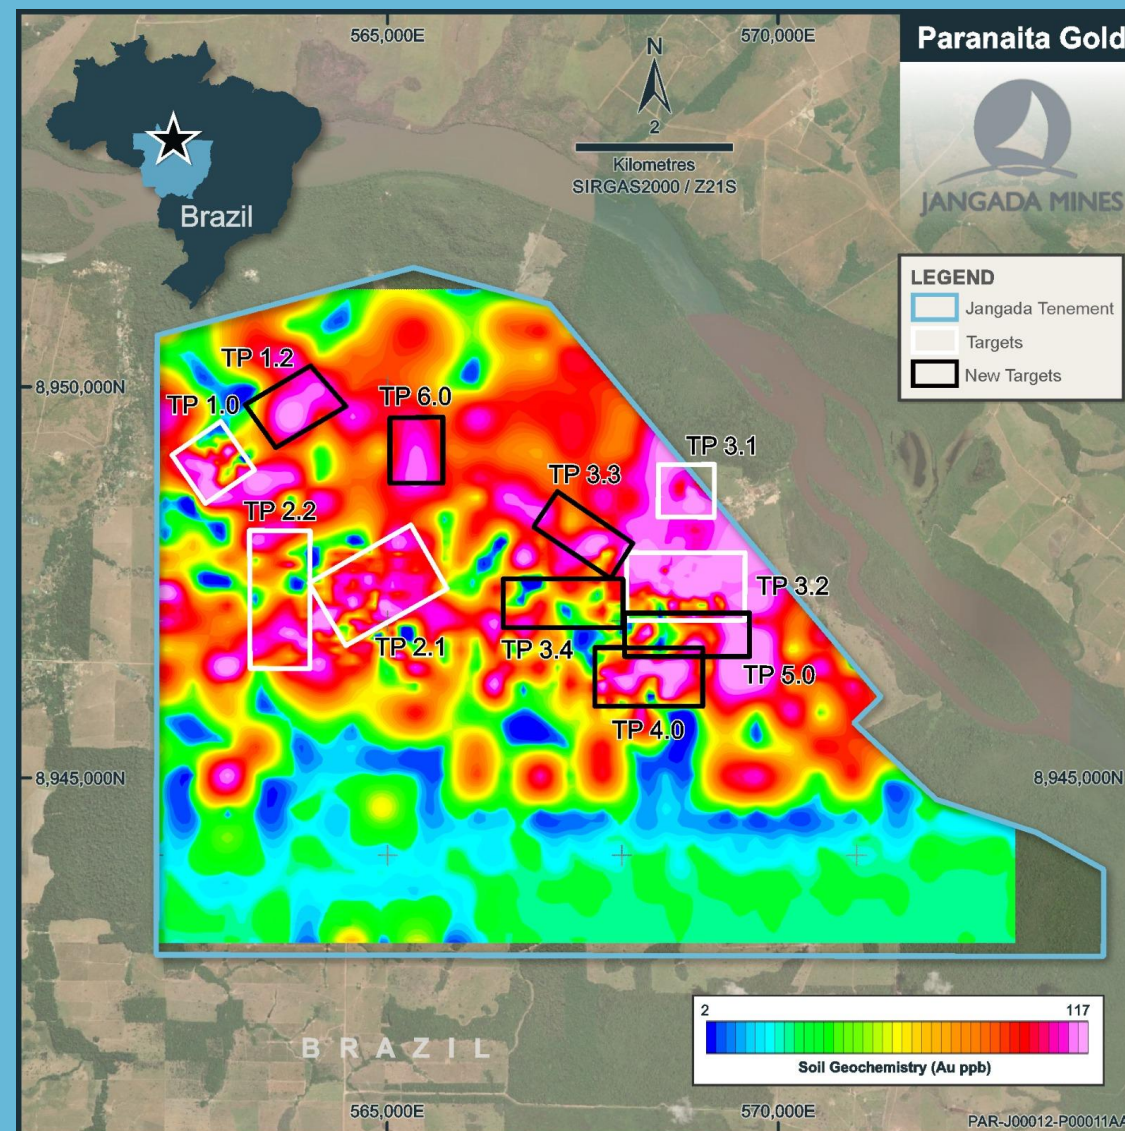 565,000E
570,000E
Paranaita Gold
N
2
Kilometres
SIRGAS2000 / Z21S
JANGADA MINES
Brazil
LEGEND
Jangada Tenement
Targets
New Targets
8,950,000N
TP 1.2
TP 1.0
TP 6.0
TP 3.1
TP 3.3
TP 2.2
TP 3.2
TP 2.1
TP 3.4
TP 5.0
TP 4.0
8,945,000N
8,945,000N
2
117
Soil Geochemistry (Au ppb)
BRAZIL
565,000E
570,000E
PAR-J00012-P00011AA